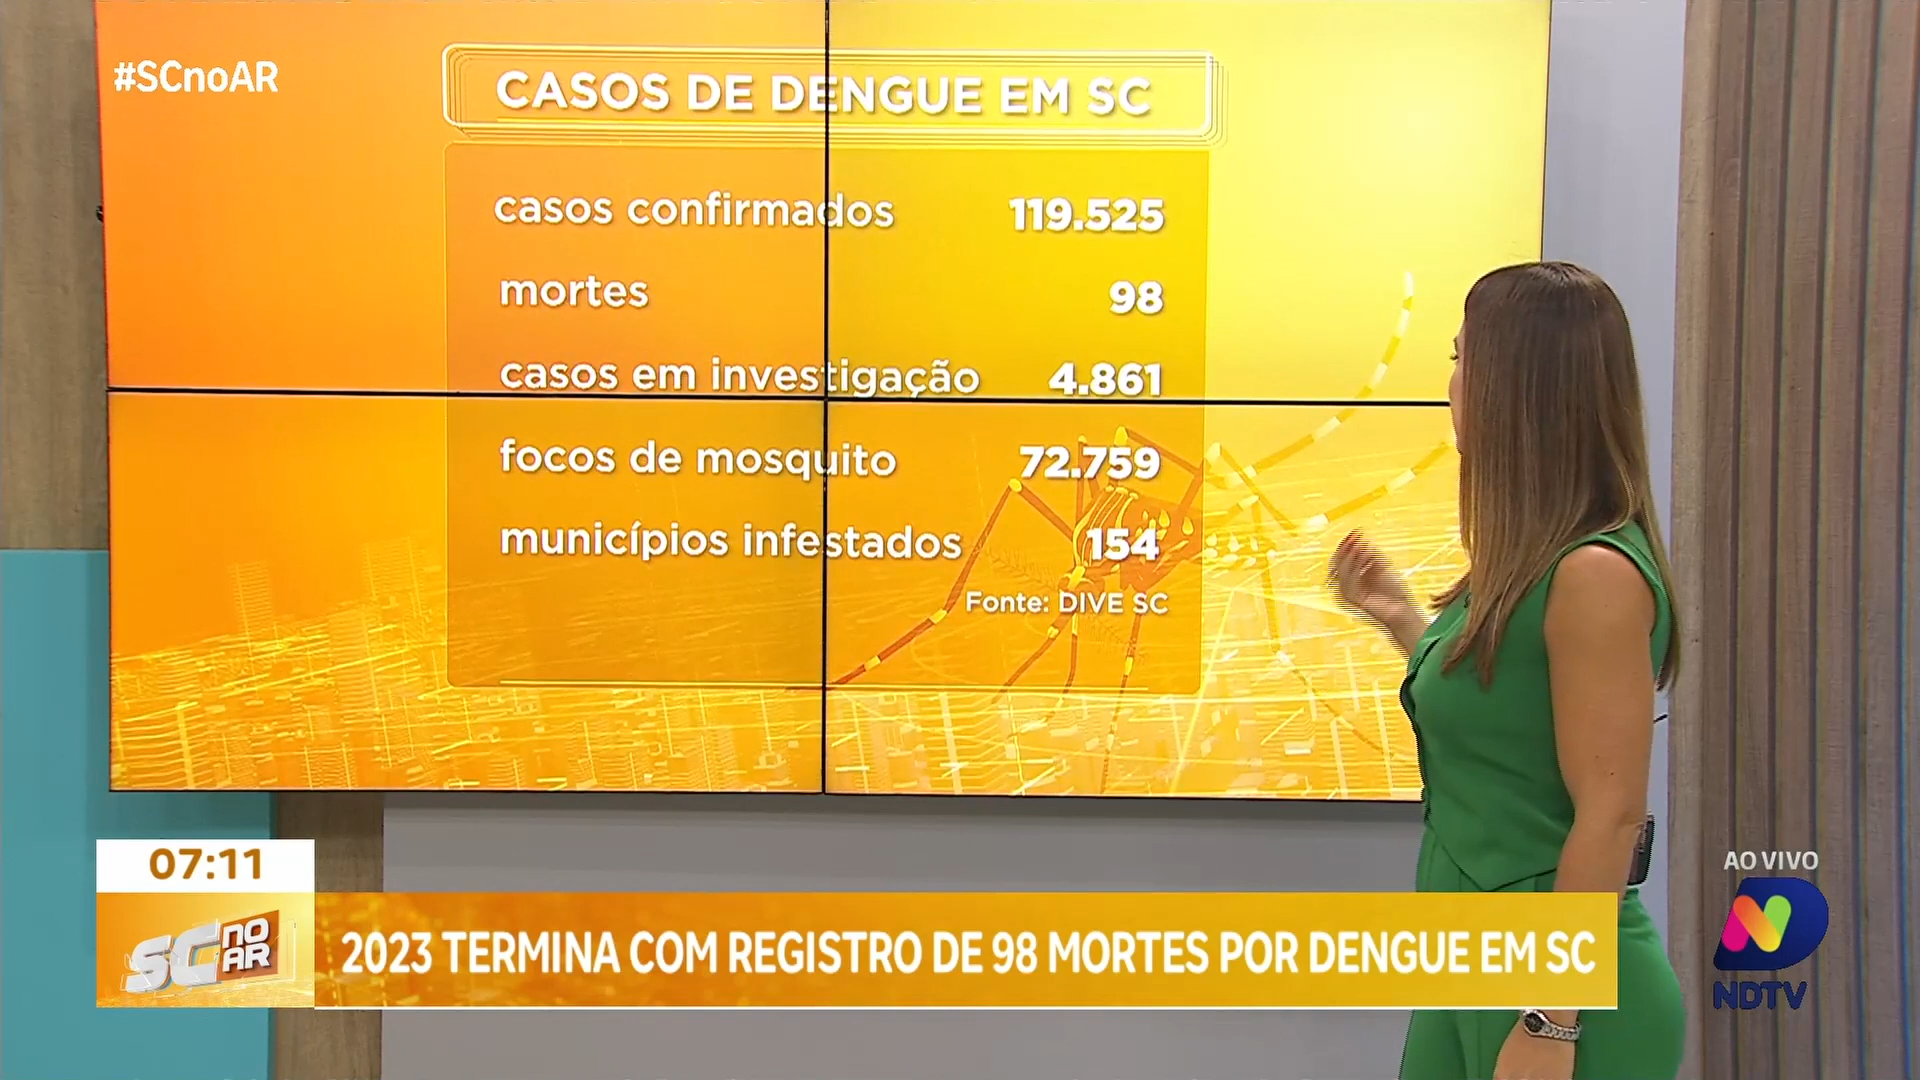 #SCnoAR
CASOS DE DENGUE EM SC
casos confirmados 119.525
mortes 98
casos em investigação 4.861
focos de mosquito 72.759
municípios infestados 154
Fonte: DIVE SC
07:11
SC NO AR
2023 TERMINA COM REGISTRO DE 98 MORTES POR DENGUE EM SC
AO VIVO
N
NDTV